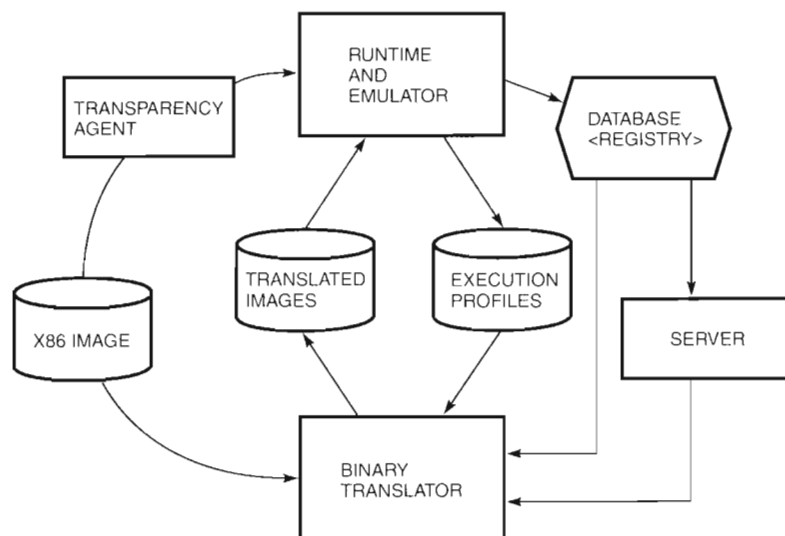 RUNTIME
AND
EMULATOR
TRANSPARENCY
AGENT
DATABASE
<REGISTRY>
TRANSLATED
IMAGES
EXECUTION
PROFILES
X86 IMAGE
SERVER
BINARY
TRANSLATOR